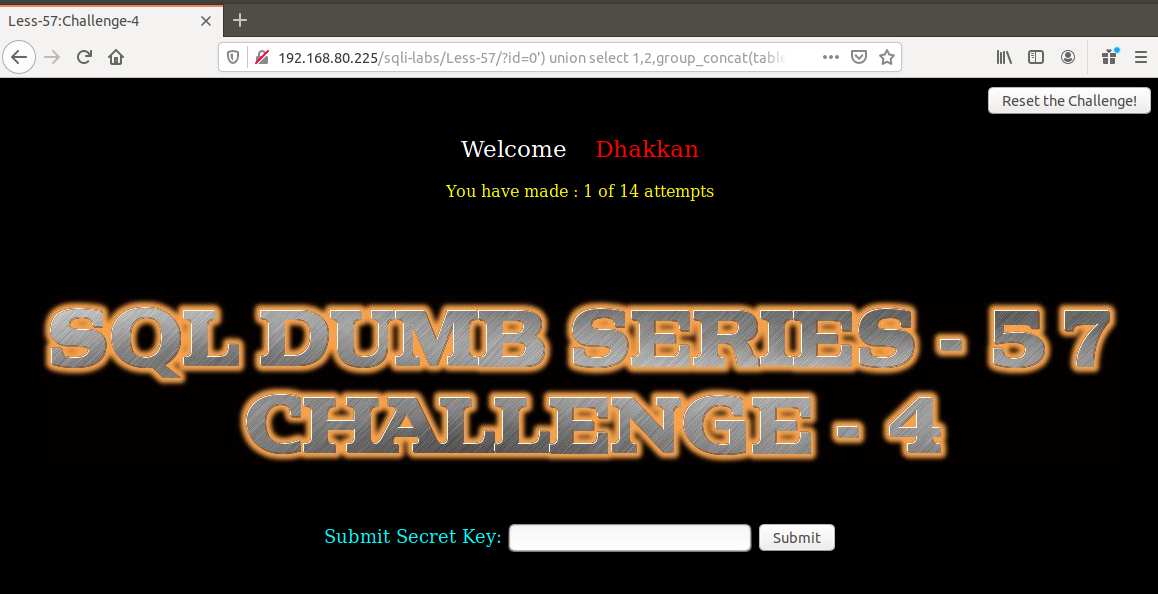 Less-57:Challenge-4
192.168.80.225/sqli-labs/Less-57/?id=0') union select 1,2,group_concat(table
Reset the Challenge!
Welcome Dhakkan
You have made : 1 of 14 attempts
SQL DUMB SERIES - 57
CHALLENGE - 4
Submit Secret Key:
Submit